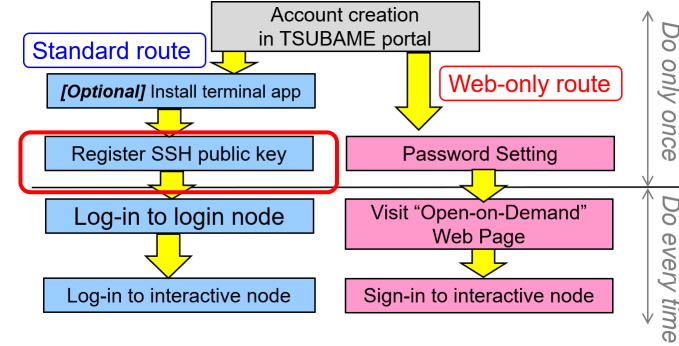 Account creation
in TSUBAME portal
Standard route
Web-only route
[Optional] Install terminal app
Register SSH public key
Password Setting
Log-in to login node
Visit “Open-on-Demand”
Web Page
Log-in to interactive node
Sign-in to interactive node
Do only once
Do every time